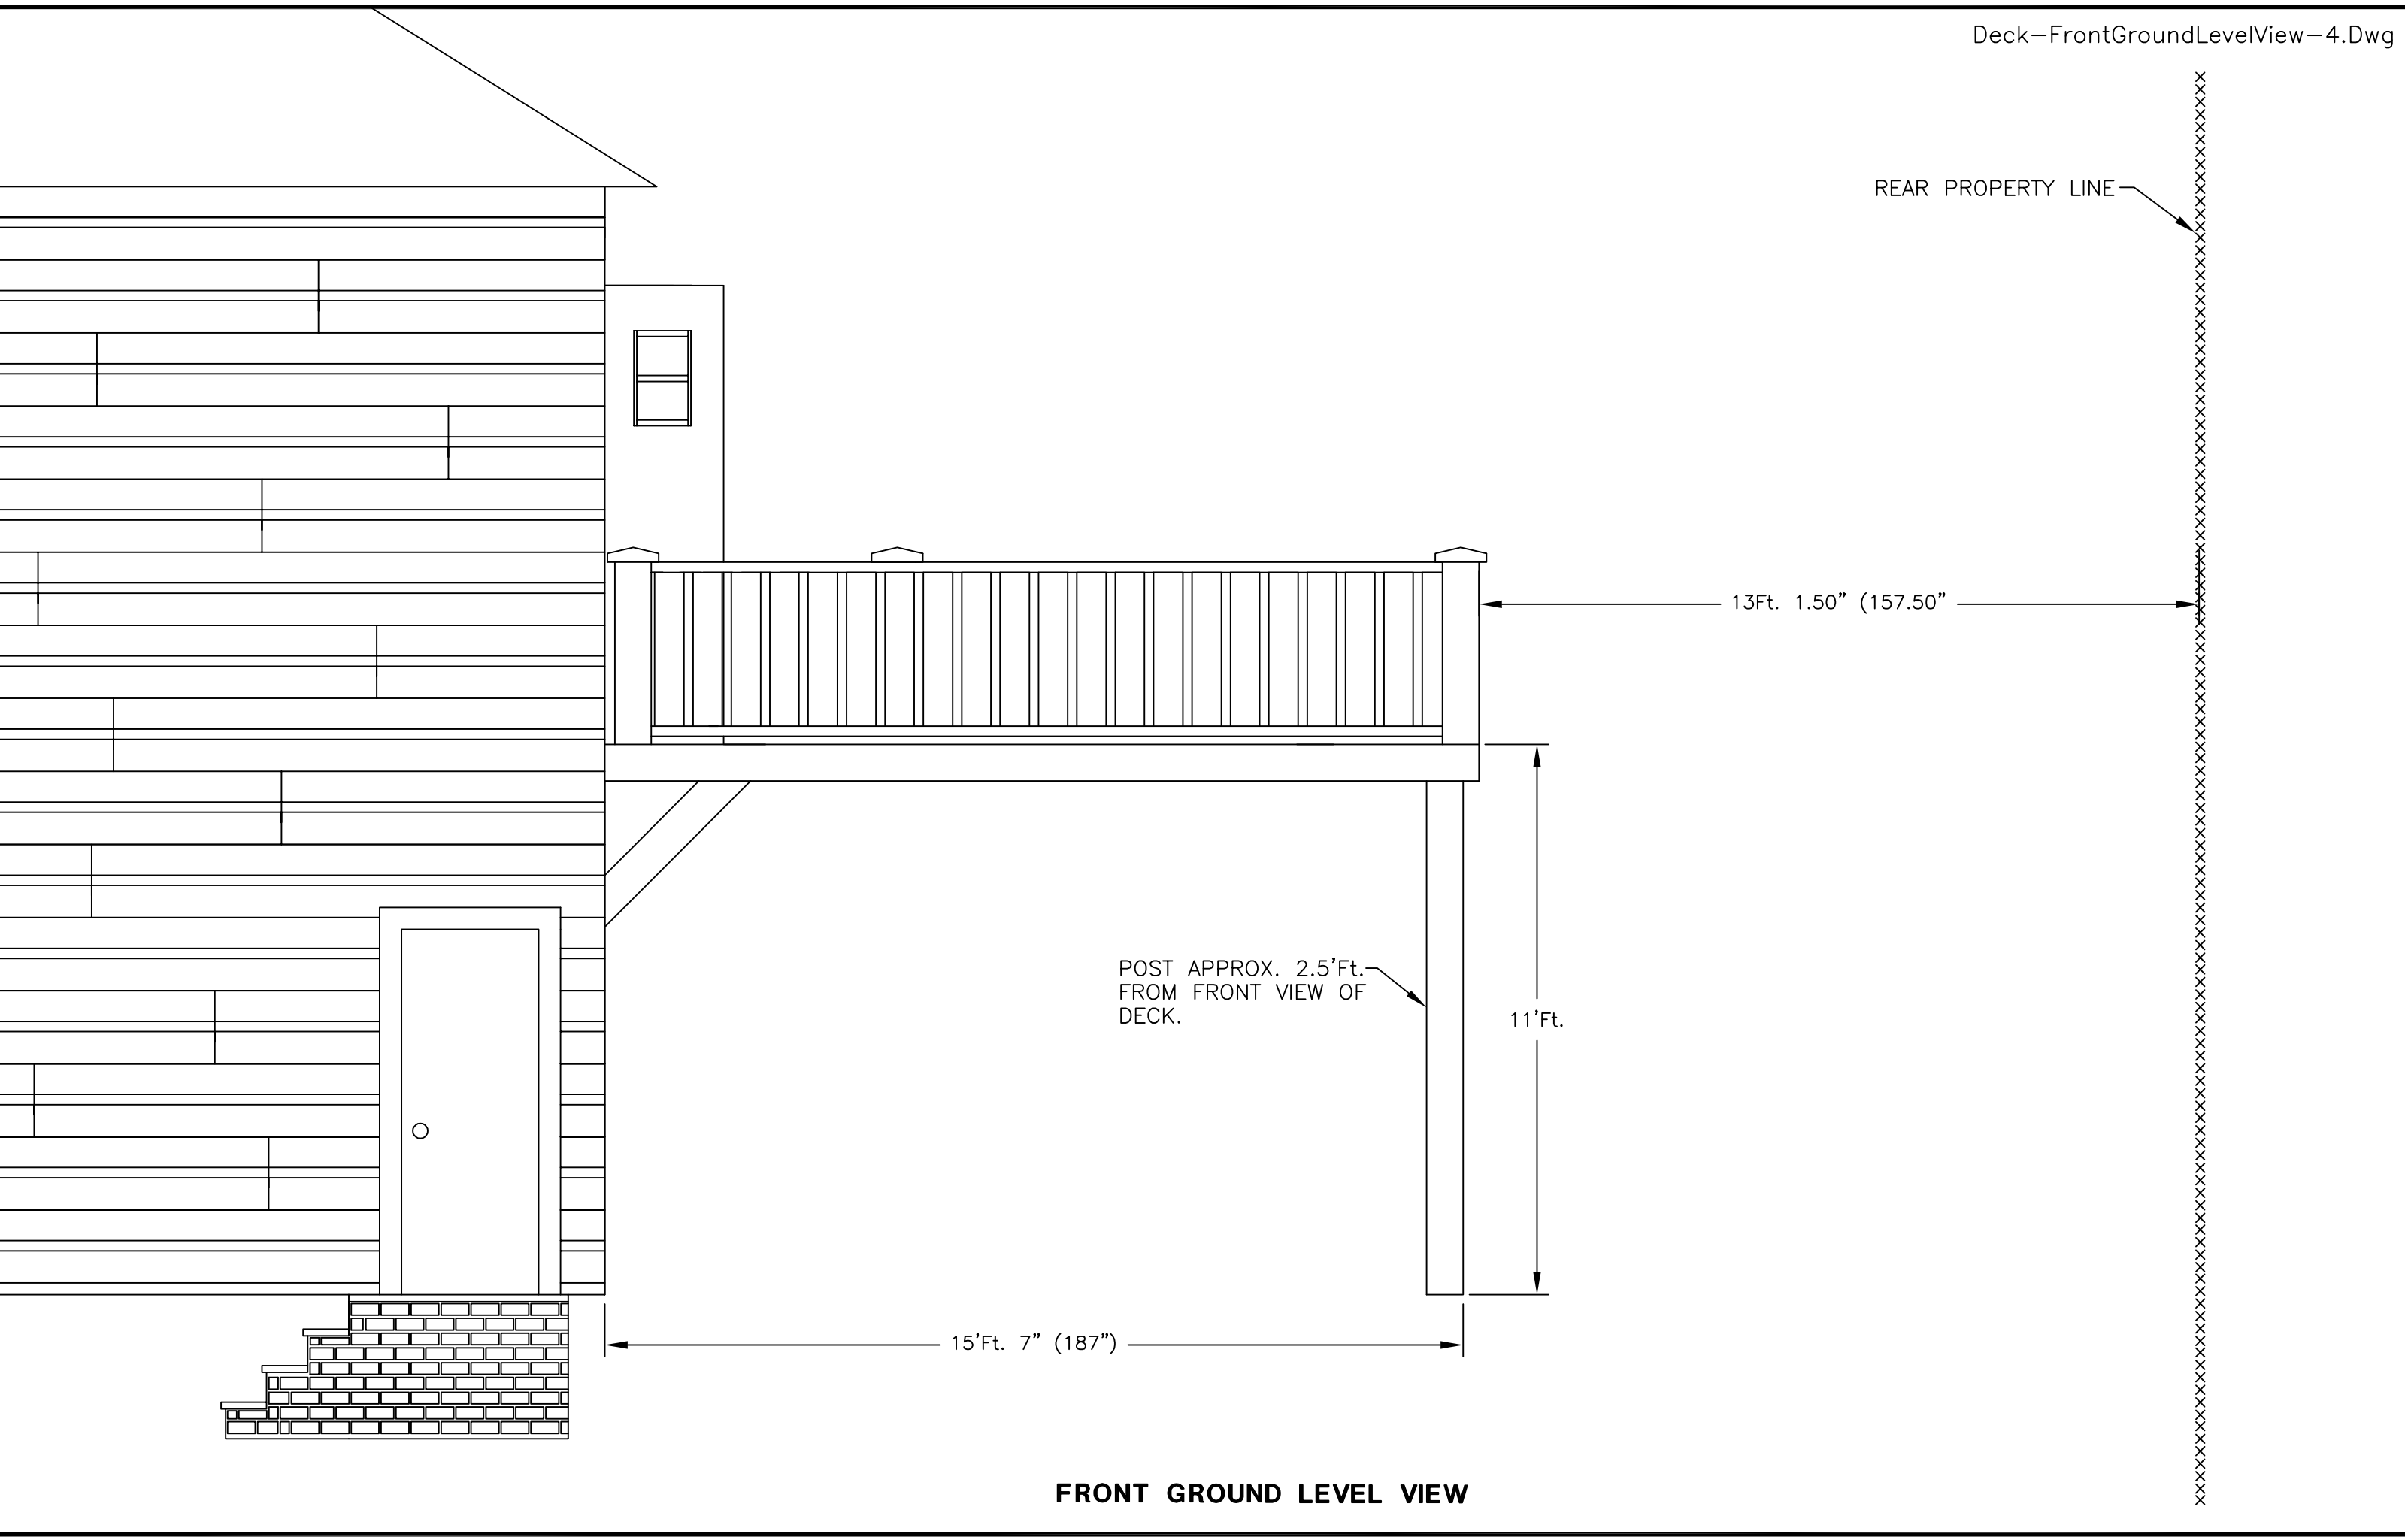 Deck-FrontGroundLevelView-4.Dwg
REAR PROPERTY LINE
13Ft. 1.50" (157.50"
POST APPROX. 2.5'Ft.
FROM FRONT VIEW OF
DECK.
11'Ft.
15'Ft. 7" (187")
FRONT GROUND LEVEL VIEW